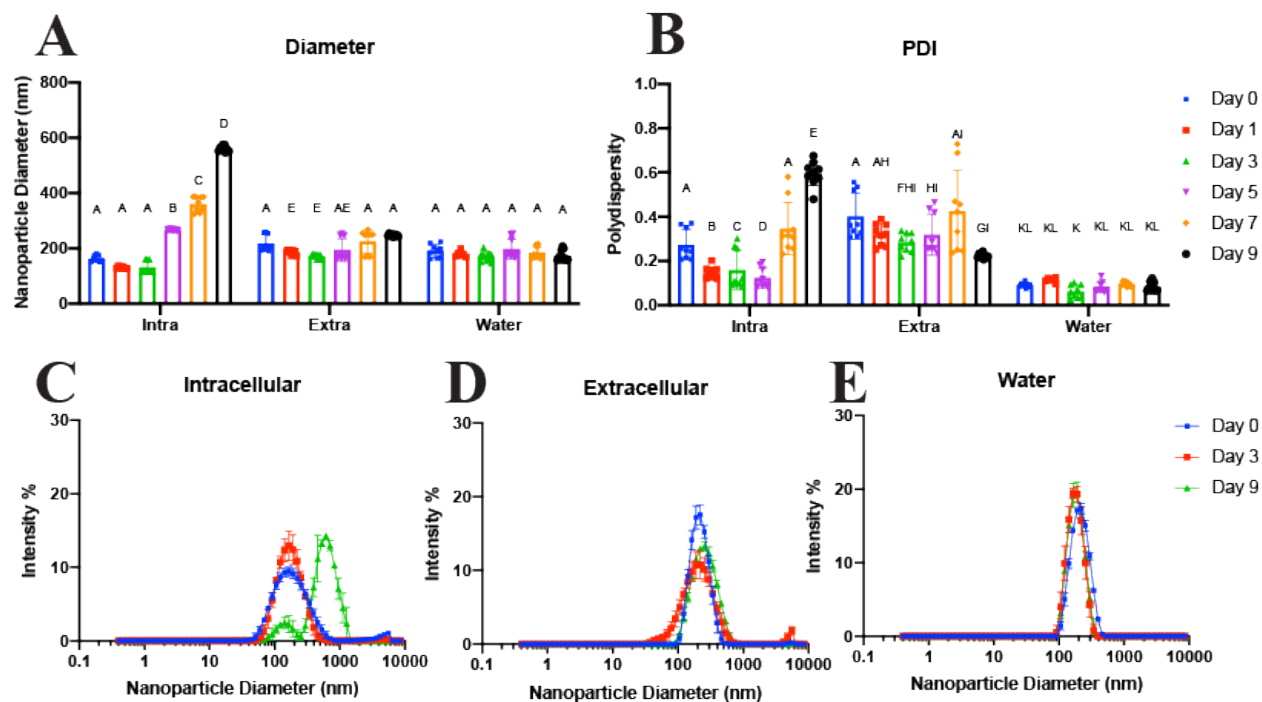 A
Diameter
Nanoparticle Diameter (nm)
800
600
400
200
0
A A A B C D
A E E AE A A
A A A A A A
Intra Extra Water
B
PDI
Polydispersity
1.0
0.8
0.6
0.4
0.2
0.0
A B C D A E
A AH FHI HI AI GI
KL KL K KL KL KL
Intra Extra Water
Day 0
Day 1
Day 3
Day 5
Day 7
Day 9
C
Intracellular
Intensity %
30
20
10
0
0.1 1 10 100 1000 10000
Nanoparticle Diameter (nm)
D
Extracellular
Intensity %
30
20
10
0
0.1 1 10 100 1000 10000
Nanoparticle Diameter (nm)
E
Water
Intensity %
30
20
10
0
0.1 1 10 100 1000 10000
Nanoparticle Diameter (nm)
Day 0
Day 3
Day 9